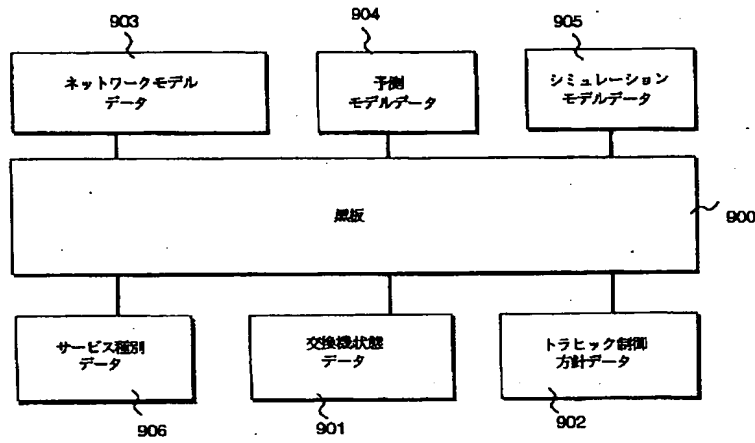 903
904
905
ネットワークモデル
データ
予測
モデルデータ
シミュレーション
モデルデータ
黒板
900
サービス種別
データ
交換機状態
データ
トラヒック制御
方針データ
906
901
902